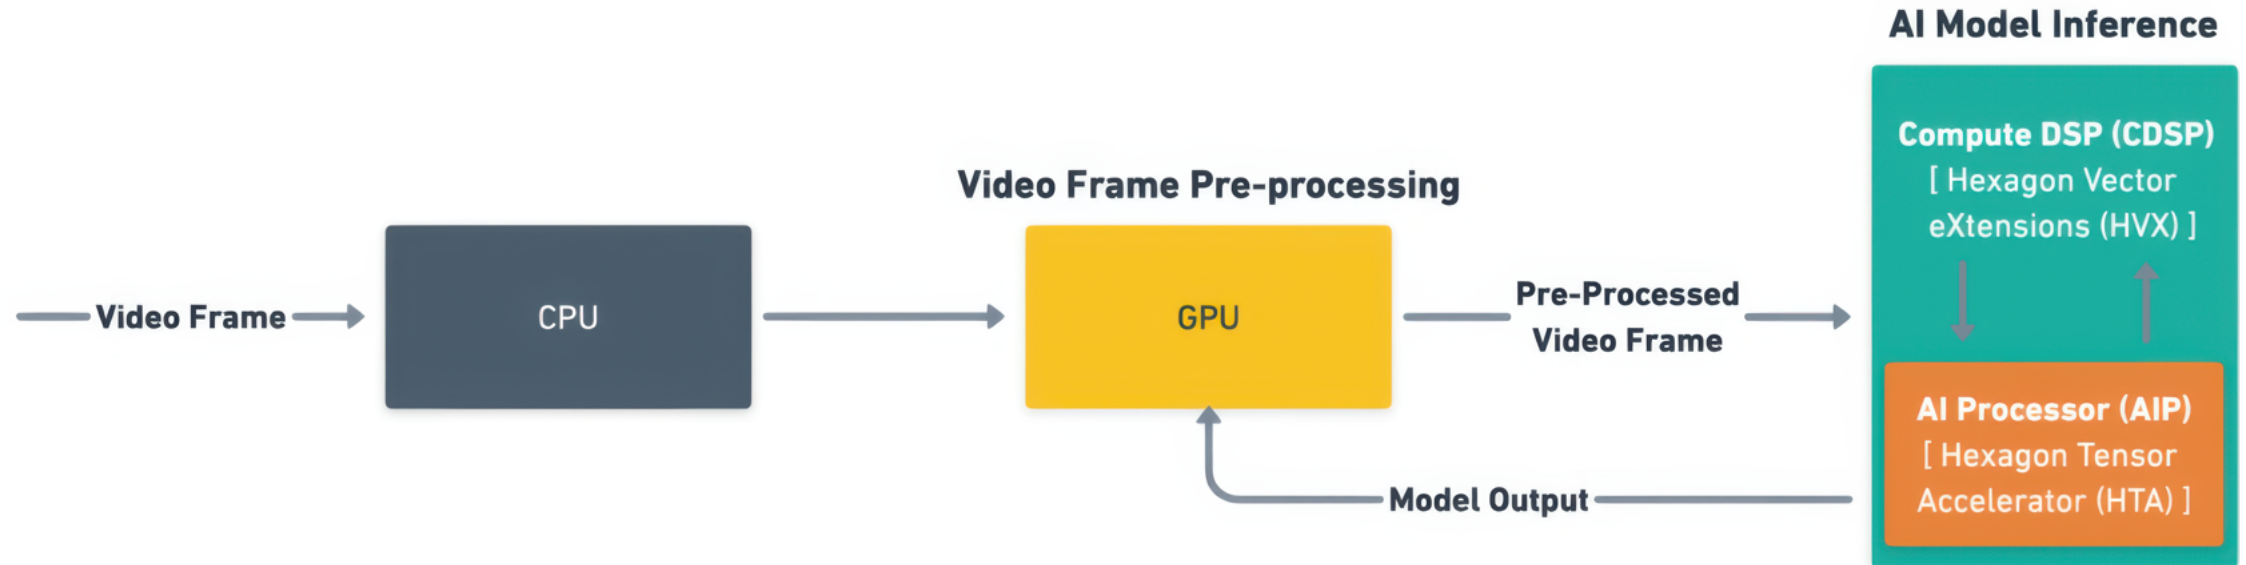 AI Model Inference
Compute DSP (CDSP)
[ Hexagon Vector
eXtensions (HVX) ]
Video Frame Pre-processing
Video Frame
CPU
GPU
Pre-Processed
Video Frame
AI Processor (AIP)
[ Hexagon Tensor
Accelerator (HTA) ]
Model Output